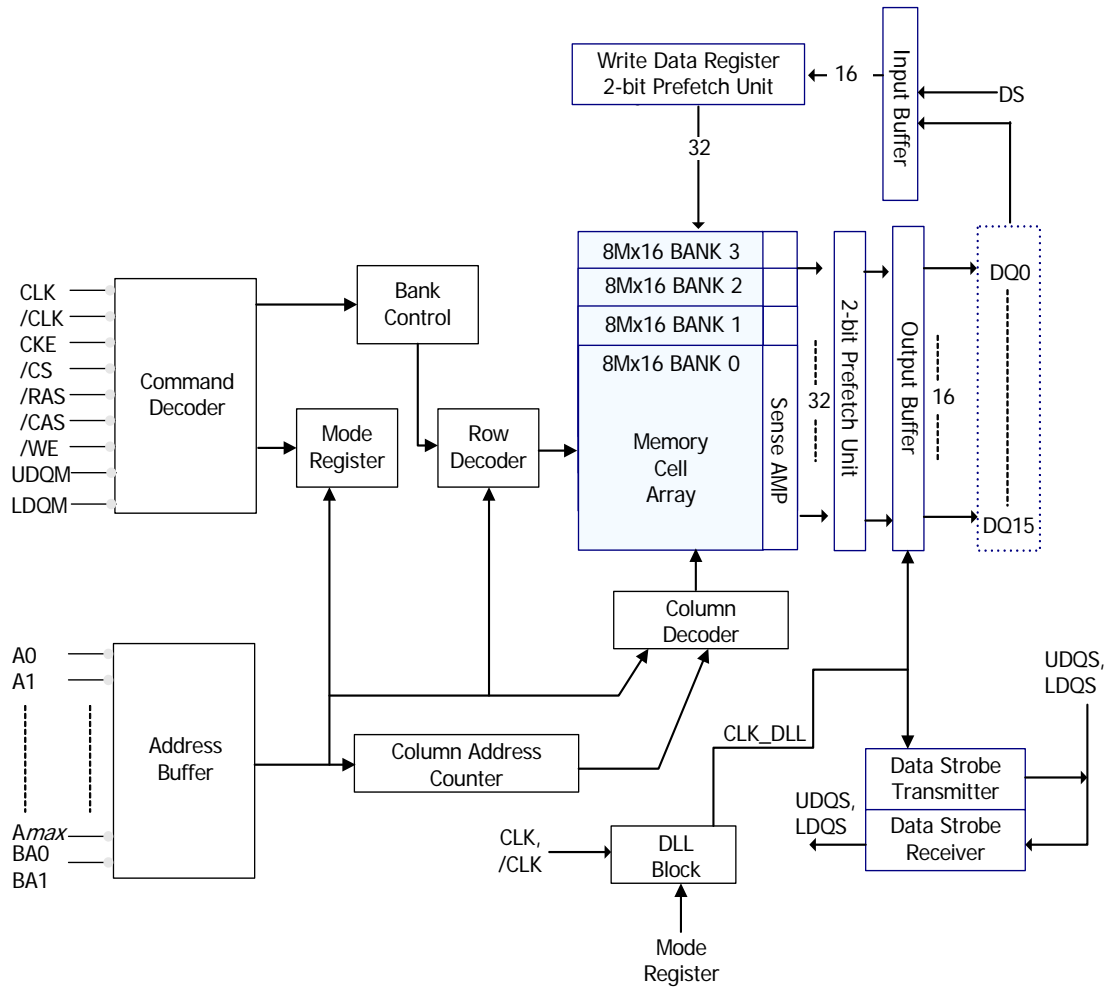 Write Data Register
2-bit Prefetch Unit
16
Input Buffer
DS
32
8Mx16 BANK 3
8Mx16 BANK 2
8Mx16 BANK 1
8Mx16 BANK 0
Memory
Cell
Array
Sense AMP
32
2-bit Prefetch Unit
Output Buffer
16
DQ0
DQ15
CLK
/CLK
CKE
/CS
/RAS
/CAS
/WE
UDQM
LDQM
Command
Decoder
Bank
Control
Mode
Register
Row
Decoder
Column
Decoder
A0
A1
Amax
BA0
BA1
Address
Buffer
Column Address
Counter
CLK_DLL
CLK,
/CLK
DLL
Block
Mode
Register
UDQS,
LDQS
Data Strobe
Transmitter
Data Strobe
Receiver
UDQS,
LDQS